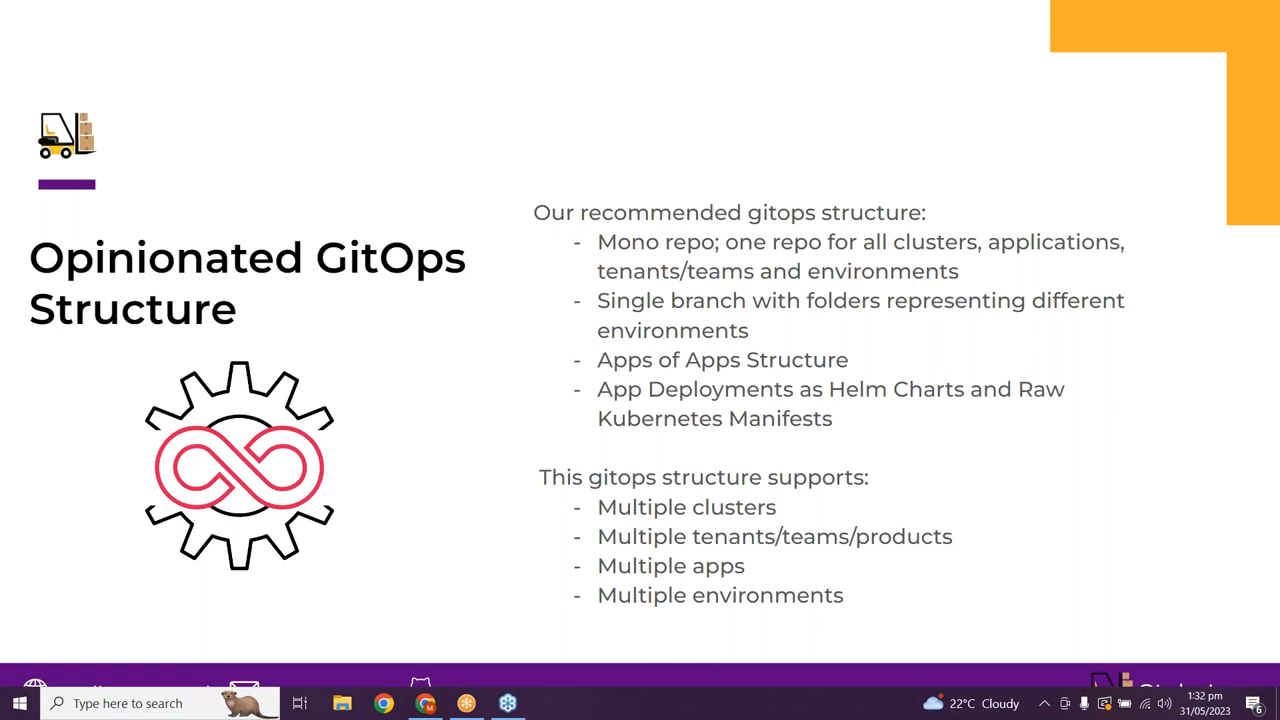 Opinionated GitOps
Structure
Our recommended gitops structure:
- Mono repo; one repo for all clusters, applications,
tenants/teams and environments
- Single branch with folders representing different
environments
- Apps of Apps Structure
- App Deployments as Helm Charts and Raw
Kubernetes Manifests
This gitops structure supports:
- Multiple clusters
- Multiple tenants/teams/products
- Multiple apps
- Multiple environments
Type here to search
22°C Cloudy
1:32 pm
31/05/2023
6